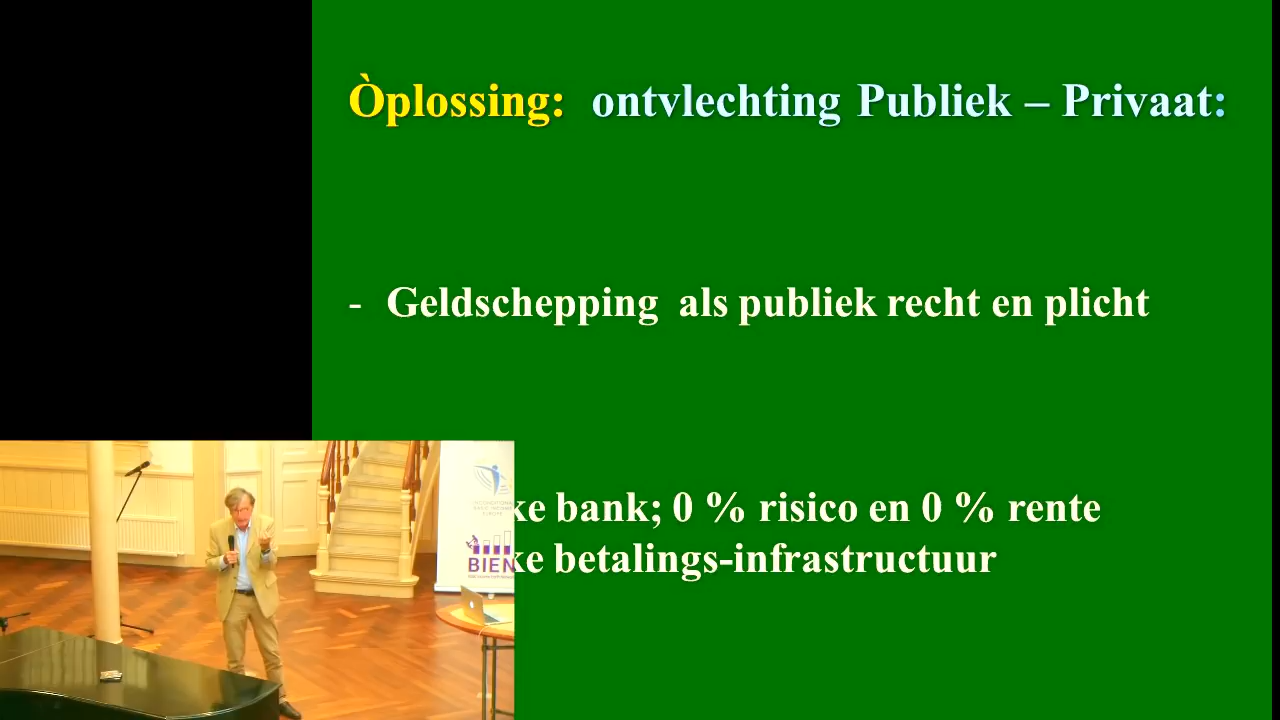 Òplossing: ontvlechting Publiek – Privaat:
- Geldschepping als publiek recht en plicht
ke bank; 0 % risico en 0 % rente
ke betalings-infrastructuur
BIEN